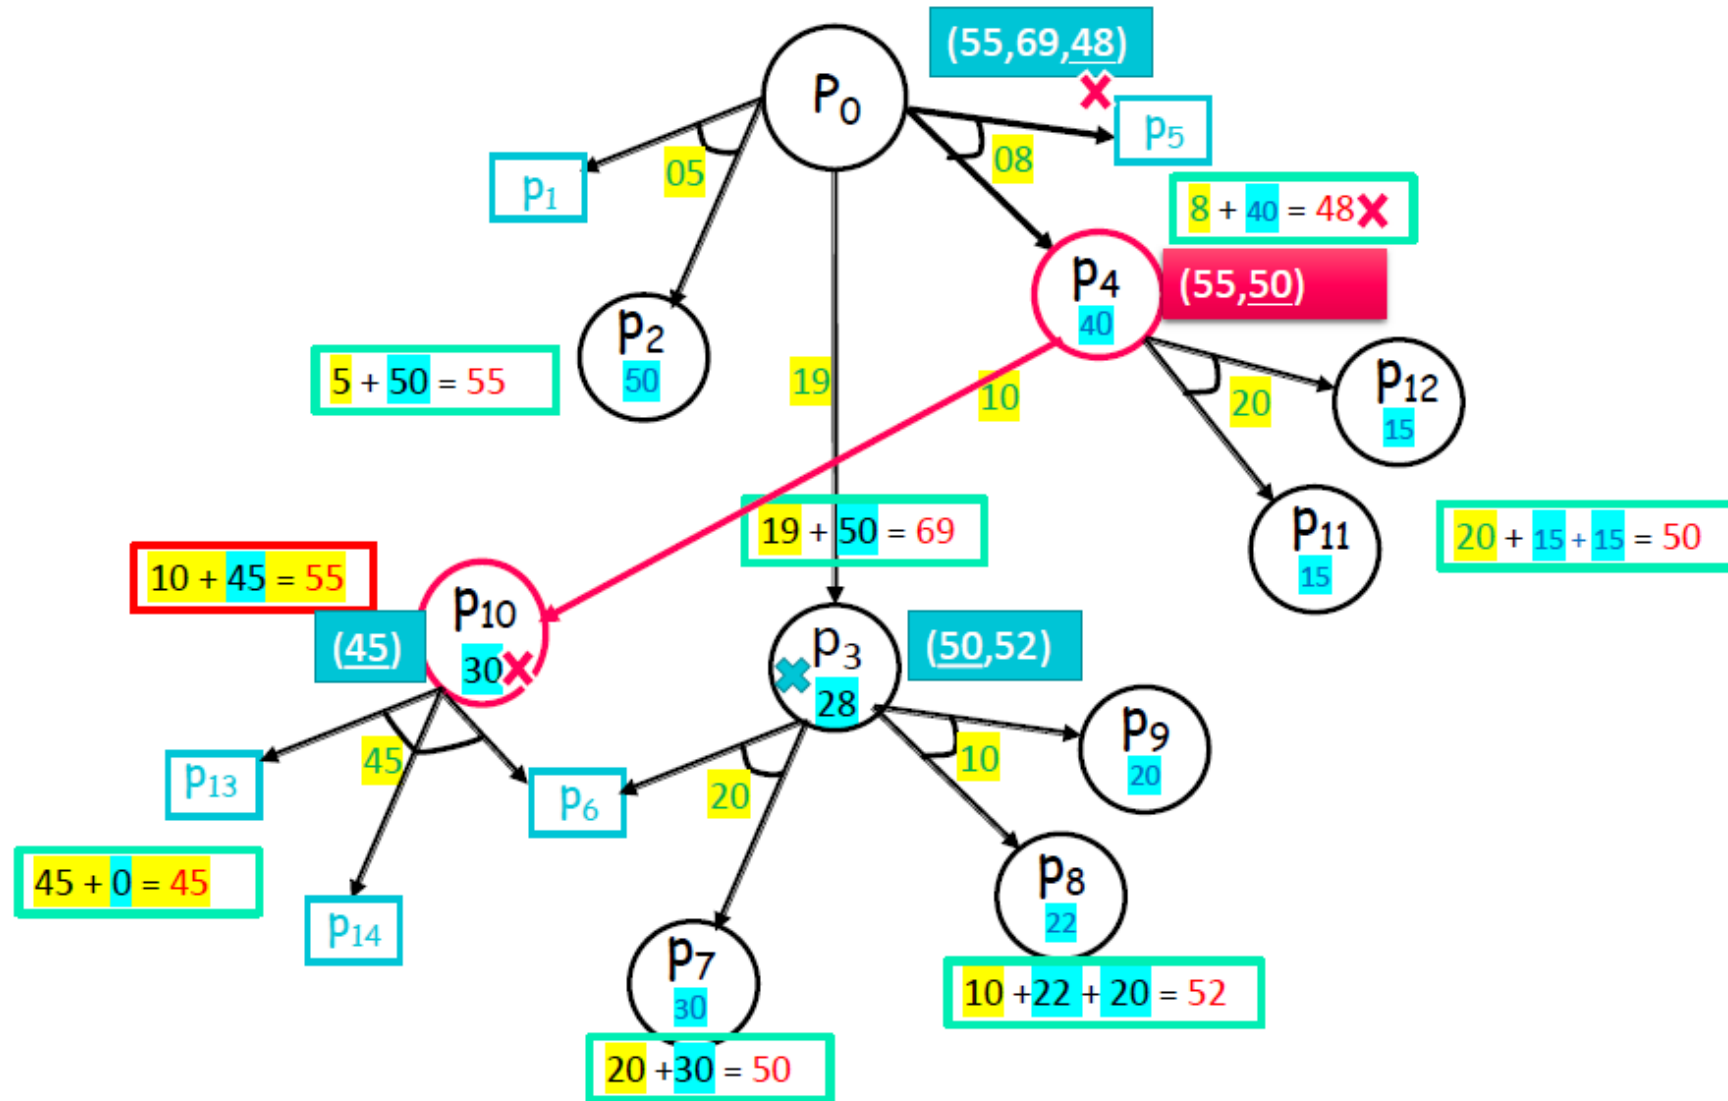 (55,69,48)
P0
p5
08
05
p1
8 + 40 = 48
p4
40
(55,50)
p2
50
5 + 50 = 55
19
10
20
p12
15
19 + 50 = 69
p11
15
20 + 15 + 15 = 50
10 + 45 = 55
p10
30
(45)
p3
28
(50,52)
p9
20
45
20
10
p13
p6
p8
22
45 + 0 = 45
p14
p7
30
10 +22 + 20 = 52
20 +30 = 50